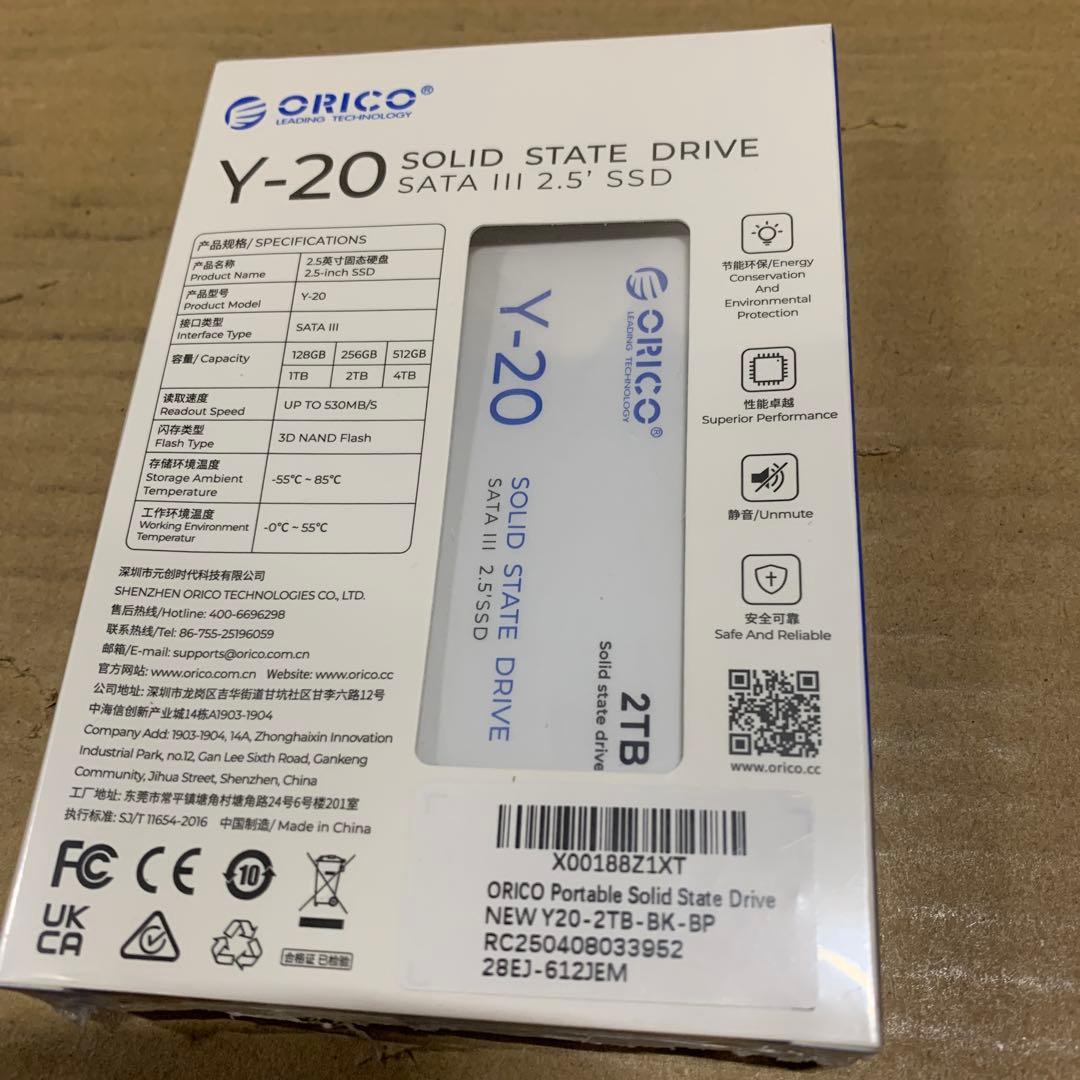 ORICO®
LEADING TECHNOLOGY
Y-20 SOLID STATE DRIVE
SATA III 2.5' SSD
产品规格/ SPECIFICATIONS
产品名称 2.5英寸固态硬盘
Product Name 2.5-inch SSD
产品型号 Y-20
Product Model
接口类型 SATA III
Interface Type
容量/ Capacity 128GB 256GB 512GB
1TB 2TB 4TB
读取速度 UP TO 530MB/S
Readout Speed
闪存类型 3D NAND Flash
Flash Type
存储环境温度
Storage Ambient -55℃ ~ 85℃
Temperature
工作环境温度
Working Environment -0℃ ~ 55℃
Temperatur
深圳市元创时代科技有限公司
SHENZHEN ORICO TECHNOLOGIES CO., LTD.
售后热线/Hotline: 400-6696298
联系热线/Tel: 86-755-25196059
邮箱/E-mail: supports@orico.com.cn
官方网站: www.orico.com.cn Website: www.orico.cc
公司地址: 深圳市龙岗区吉华街道甘坑社区甘李六路12号
中海信创新产业城14栋A1903-1904
Company Add: 1903-1904, 14A, Zhonghaixin Innovation
Industrial Park, no.12, Gan Lee Sixth Road, Gankeng
Community, Jihua Street, Shenzhen, China
工厂地址: 东莞市常平镇塘角村塘角路24号6号楼201室
执行标准: SJ/T 11654-2016 中国制造/ Made in China
FC CE 10
UK
CA
合格证 已检验
ORICO®
LEADING TECHNOLOGY
Y-20
SOLID STATE DRIVE
SATA III 2.5'SSD
2TB
Solid state drive
节能环保/Energy
Conservation
And
Environmental
Protection
性能卓越
Superior Performance
静音/Unmute
安全可靠
Safe And Reliable
www.orico.cc
X00188Z1XT
ORICO Portable Solid State Drive
NEW Y20-2TB-BK-BP
RC250408033952
28EJ-612JEM